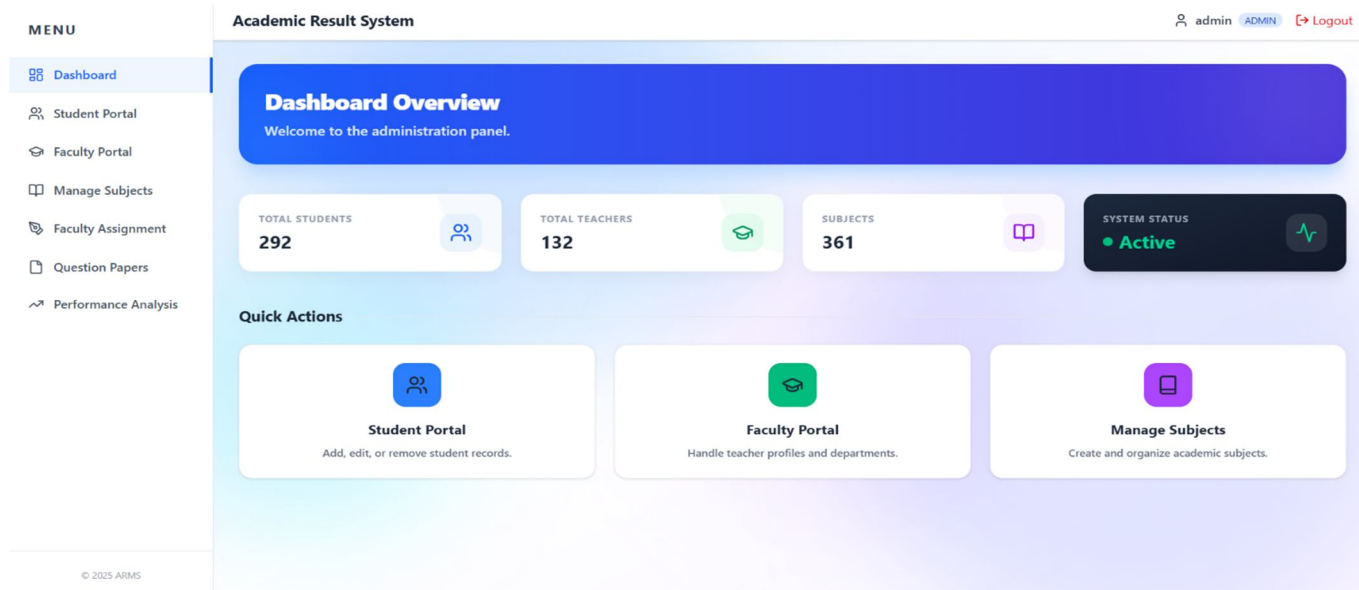 MENU
Dashboard
Student Portal
Faculty Portal
Manage Subjects
Faculty Assignment
Question Papers
Performance Analysis
© 2025 ARMS
Academic Result System
admin ADMIN Logout
Dashboard Overview
Welcome to the administration panel.
TOTAL STUDENTS
292
TOTAL TEACHERS
132
SUBJECTS
361
SYSTEM STATUS
Active
Quick Actions
Student Portal
Add, edit, or remove student records.
Faculty Portal
Handle teacher profiles and departments.
Manage Subjects
Create and organize academic subjects.